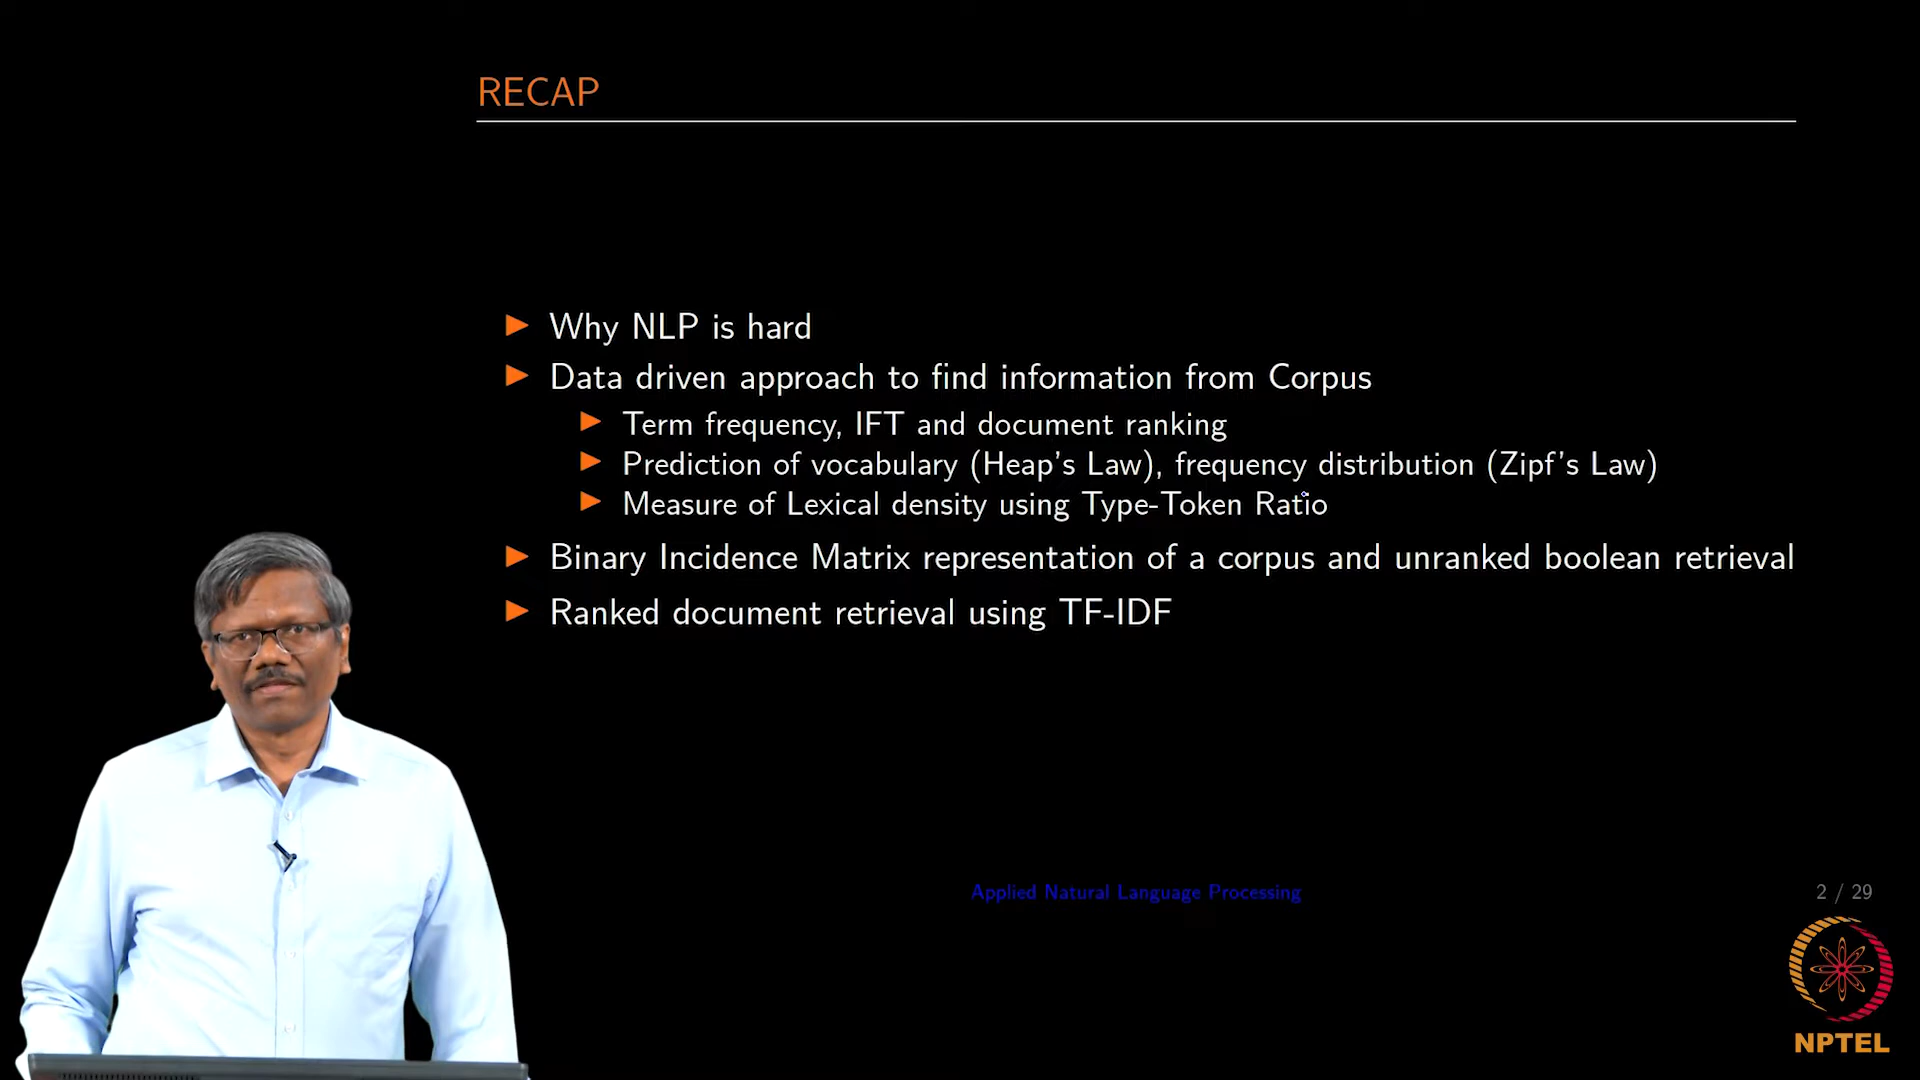 RECAP
Why NLP is hard
Data driven approach to find information from Corpus
Term frequency, IFT and document ranking
Prediction of vocabulary (Heap's Law), frequency distribution (Zipf's Law)
Measure of Lexical density using Type-Token Ratio
Binary Incidence Matrix representation of a corpus and unranked boolean retrieval
Ranked document retrieval using TF-IDF
Applied Natural Language Processing
2 / 29
NPTEL